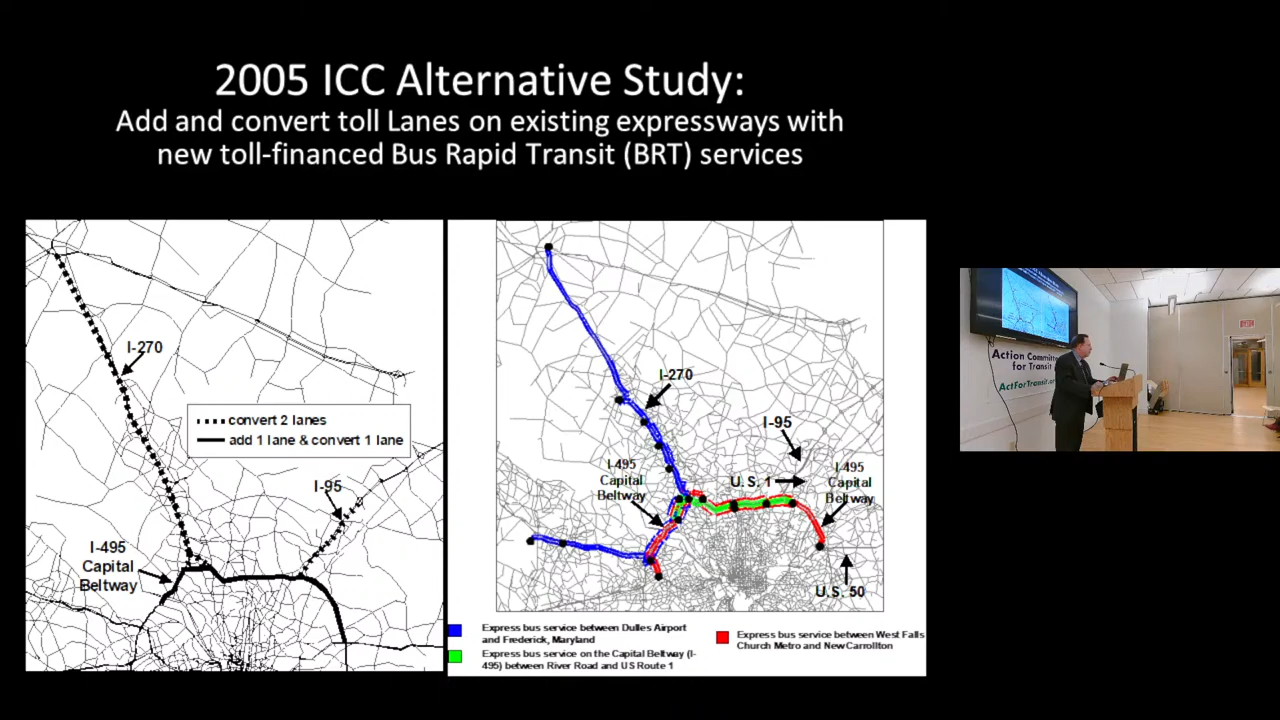 2005 ICC Alternative Study:
Add and convert toll Lanes on existing expressways with
new toll-financed Bus Rapid Transit (BRT) services
I-270
convert 2 lanes
add 1 lane & convert 1 lane
I-95
I-495
Capital
Beltway
I-270
I-95
I-495
Capital
Beltway
U.S. 1
I-495
Capital
Beltway
U.S. 50
Express bus service between Dulles Airport
and Frederick, Maryland
Express bus service on the Capital Beltway (I-
495) between River Road and US Route 1
Express bus service between West Falls
Church Metro and New Carrollton
Action Committ
for Transit
ActForTransit.or
EXIT